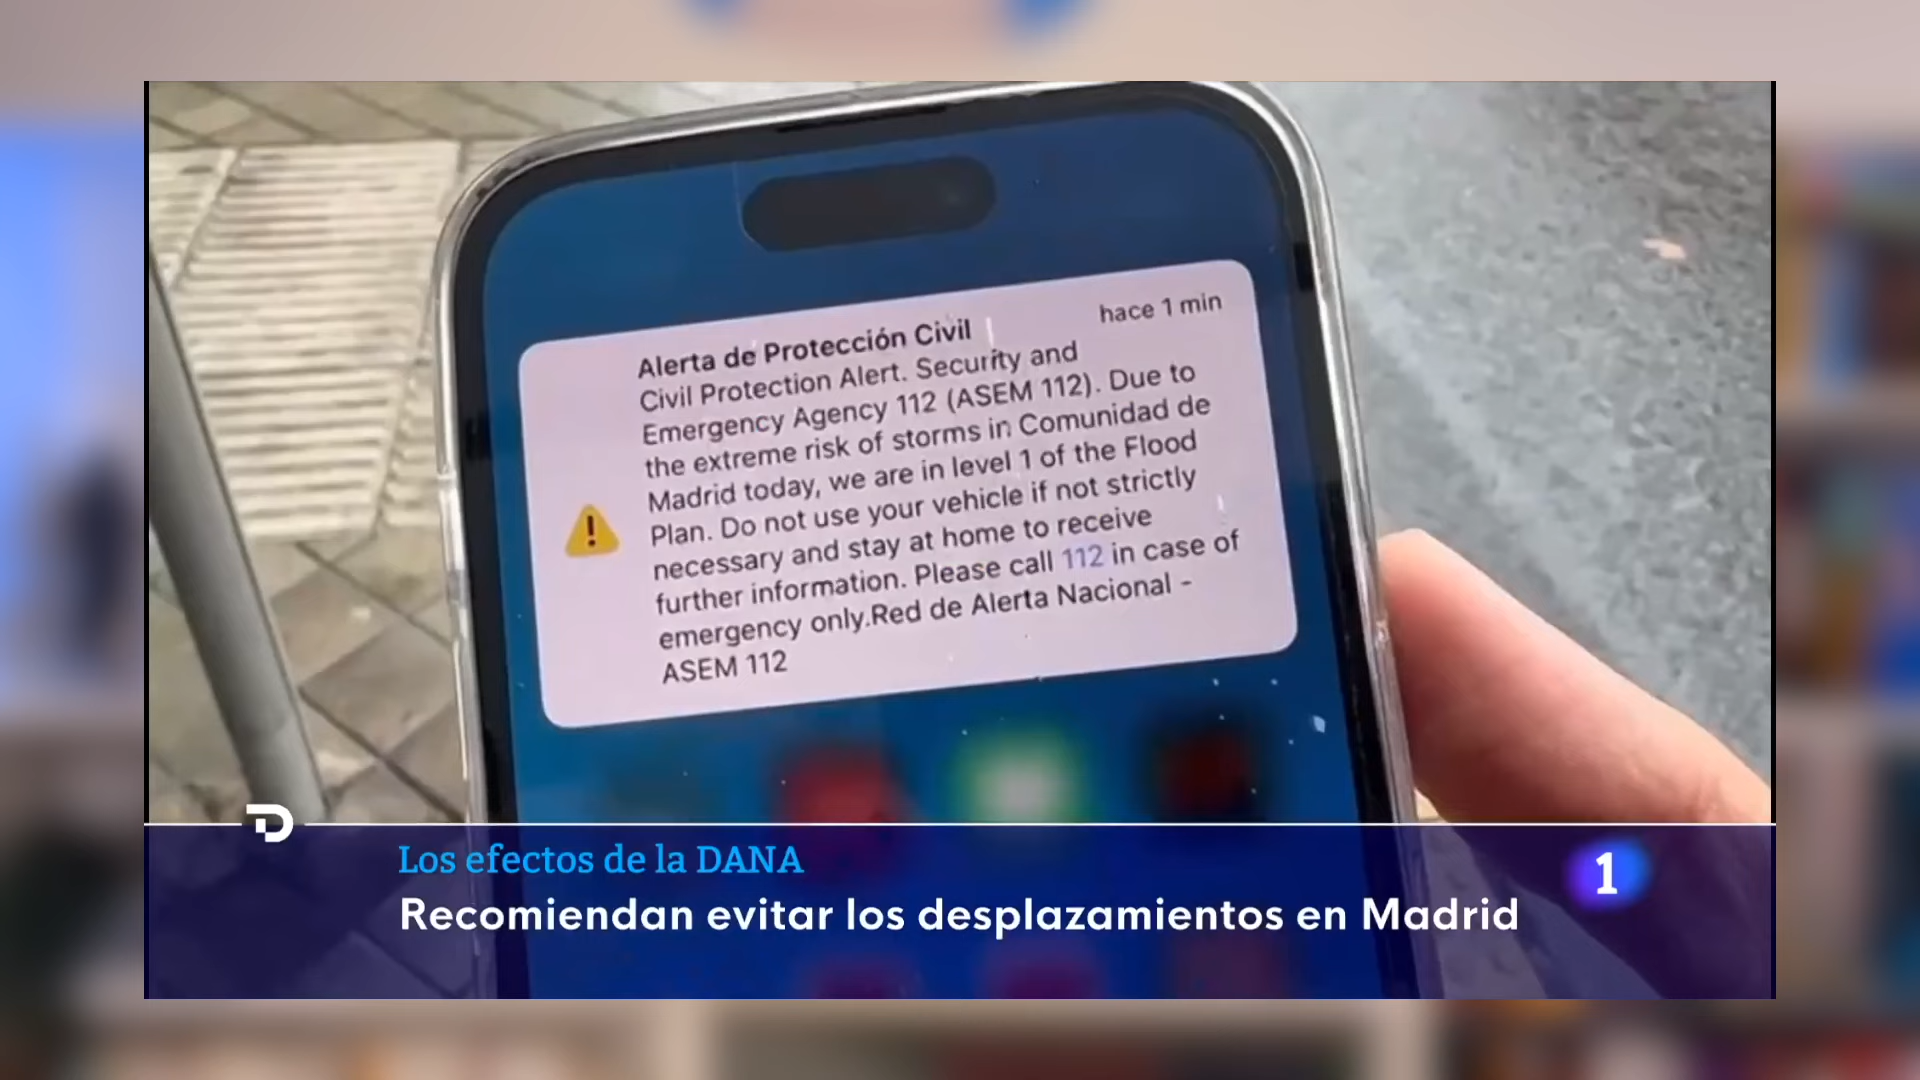 Alerta de Protección Civil
hace 1 min
Civil Protection Alert. Security and
Emergency Agency 112 (ASEM 112). Due to
the extreme risk of storms in Comunidad de
Madrid today, we are in level 1 of the Flood
Plan. Do not use your vehicle if not strictly
necessary and stay at home to receive
further information. Please call 112 in case of
emergency only.Red de Alerta Nacional -
ASEM 112
Los efectos de la DANA
Recomiendan evitar los desplazamientos en Madrid
1